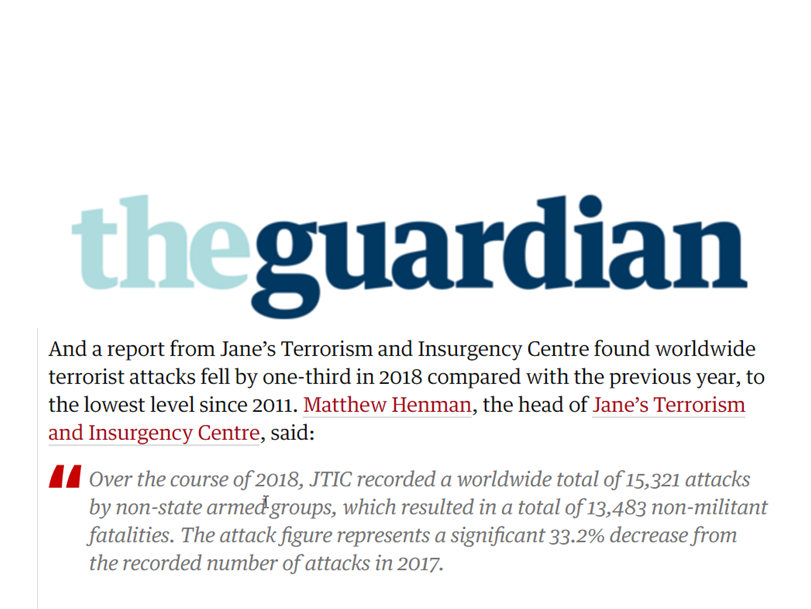 theguardian
And a report from Jane’s Terrorism and Insurgency Centre found worldwide
terrorist attacks fell by one-third in 2018 compared with the previous year, to
the lowest level since 2011. Matthew Henman, the head of Jane’s Terrorism
and Insurgency Centre, said:
“Over the course of 2018, JTIC recorded a worldwide total of 15,321 attacks
by non-state armed groups, which resulted in a total of 13,483 non-militant
fatalities. The attack figure represents a significant 33.2% decrease from
the recorded number of attacks in 2017.